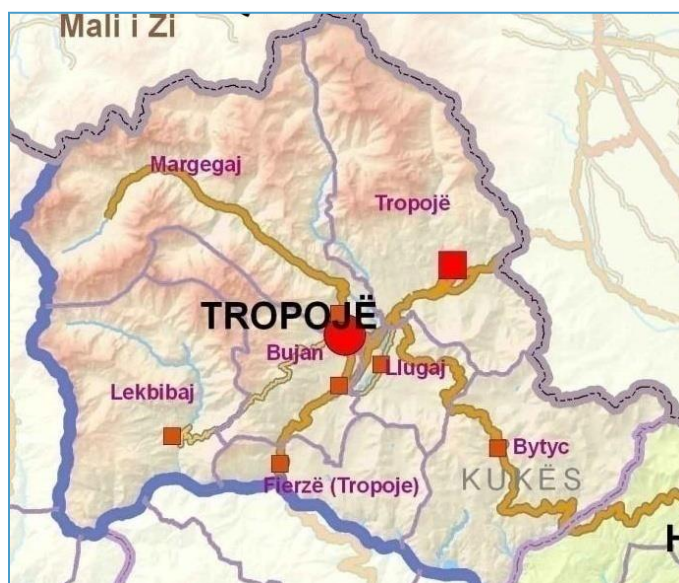 Mali i Zi
Margegaj
Tropojë
TROPOJË
Bujan
Llugaj
Lekbibaj
Bytyc
KUKËS
Fierzë (Tropoje)
H